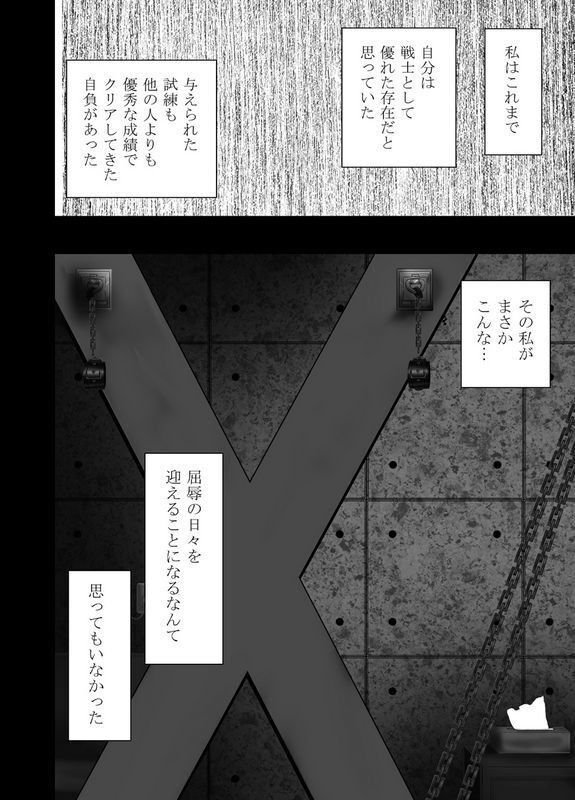 私はこれまで
自分は
戦士として
優れた存在だと
思っていた
与えられた
試練も
他の人よりも
優秀な成績で
クリアしてきた
自負があった
その私が
まさか
こんな…
屈辱の日々を
迎えることになるなんて
思ってもいなかった